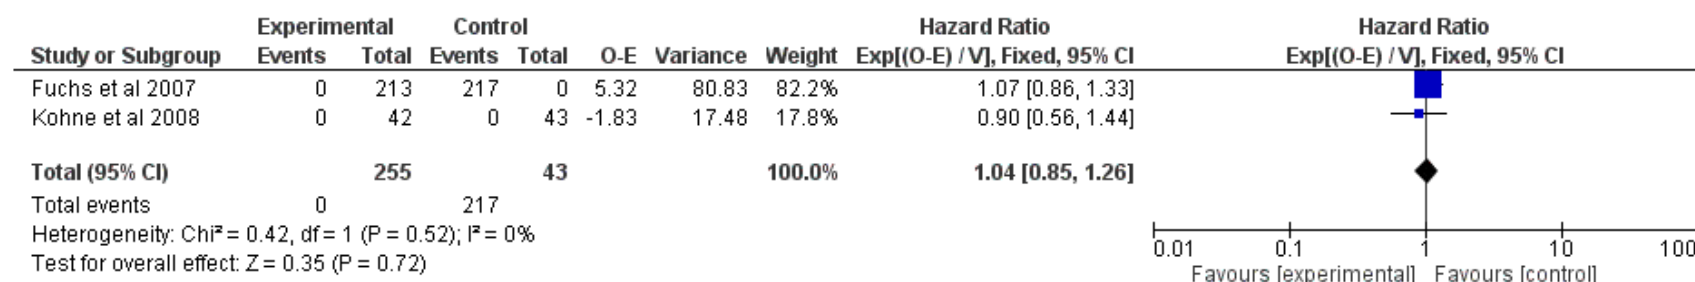 Experimental Control Hazard Ratio Hazard Ratio
Study or Subgroup Events Total Events Total O-E Variance Weight Exp[(O-E) / V], Fixed, 95% CI Exp[(O-E) / V], Fixed, 95% CI
Fuchs et al 2007 0 213 217 0 5.32 80.83 82.2% 1.07 [0.86, 1.33]
Kohne et al 2008 0 42 0 43 -1.83 17.48 17.8% 0.90 [0.56, 1.44]
Total (95% CI) 255 43 100.0% 1.04 [0.85, 1.26]
Total events 0 217
Heterogeneity: Chi² = 0.42, df = 1 (P = 0.52); I² = 0%
Test for overall effect: Z = 0.35 (P = 0.72)
0.01 0.1 1 10 100
Favours [experimental] Favours [control]